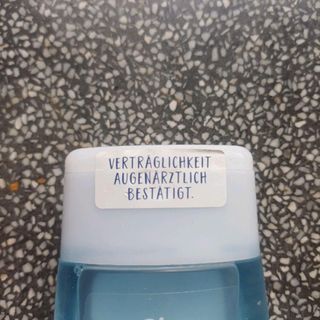 VERTRÄGLICHKEIT
AUGENÄRZTLICH
BESTÄTIGT.